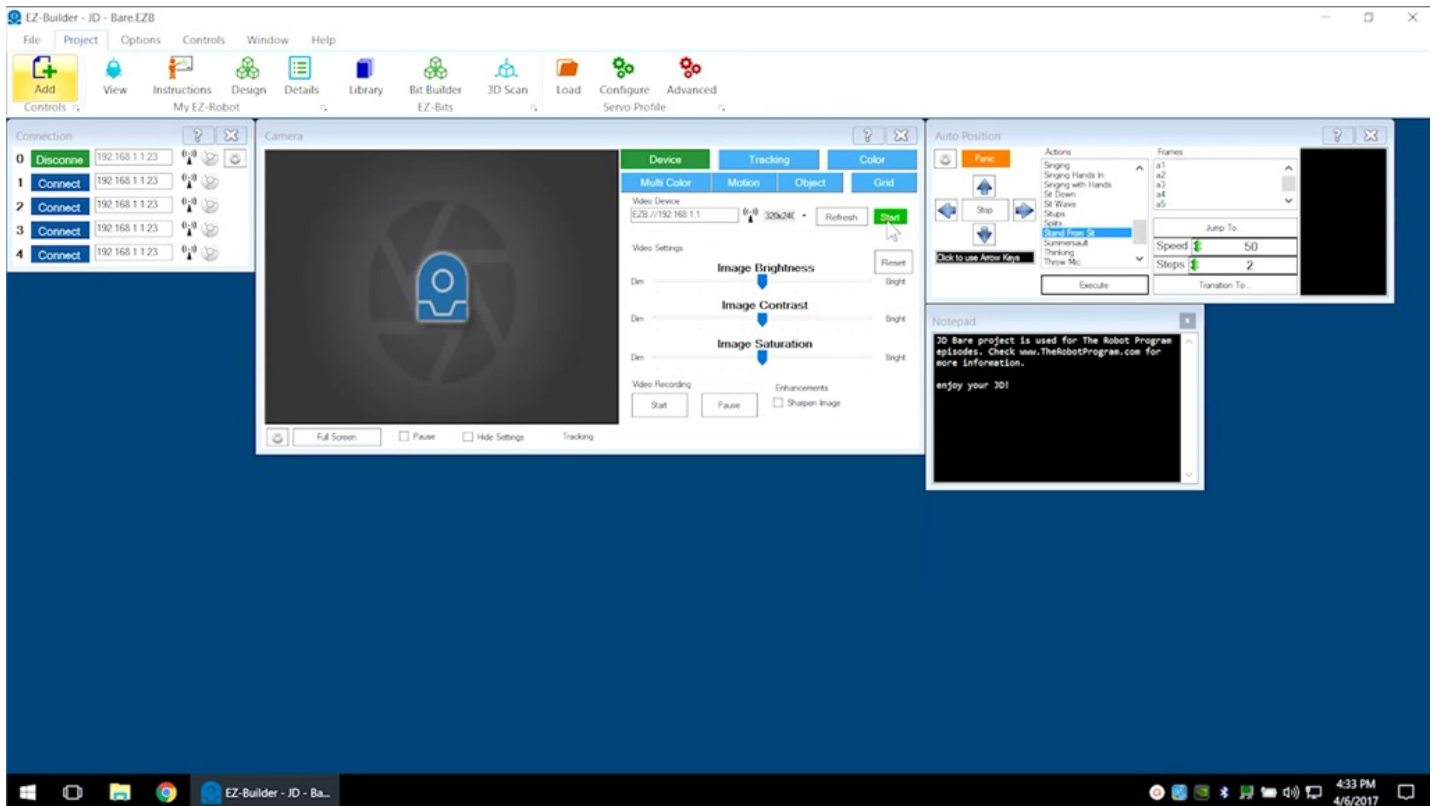 EZ-Builder - JD - Bare.EZB
File Project Options Controls Window Help
Add View Instructions Design Details Library Bit Builder 3D Scan Load Configure Advanced
Controls My EZ-Robot EZ-Bits Servo Profile
Connection
0 Disconne 192.168.1.1:23
1 Connect 192.168.1.1:23
2 Connect 192.168.1.1:23
3 Connect 192.168.1.1:23
4 Connect 192.168.1.1:23
Camera
Device Tracking Color
Multi Color Motion Object Grid
Video Device
EZB://192.168.1.1 320x240 Refresh Start
Video Settings
Reset
Image Brightness
Dim Bright
Image Contrast
Dim Bright
Image Saturation
Dim Bright
Video Recording Enhancements
Start Pause Sharpen Image
Full Screen Pause Hide Settings Tracking
Auto Position
Panic
Stop
Click to use Arrow Keys
Actions
Singing
Singing Hands In
Singing with Hands
Sit Down
Sit Wave
Situps
Splits
Stand From Sit
Summersault
Thinking
Throw Mic
Execute
Frames
a1
a2
a3
a4
a5
Jump To..
Speed 50
Steps 2
Transition To...
Notepad
JD Bare project is used for The Robot Program
episodes. Check www.TheRobotProgram.com for
more information.
enjoy your JD!
EZ-Builder - JD - Ba...
4:33 PM
4/6/2017